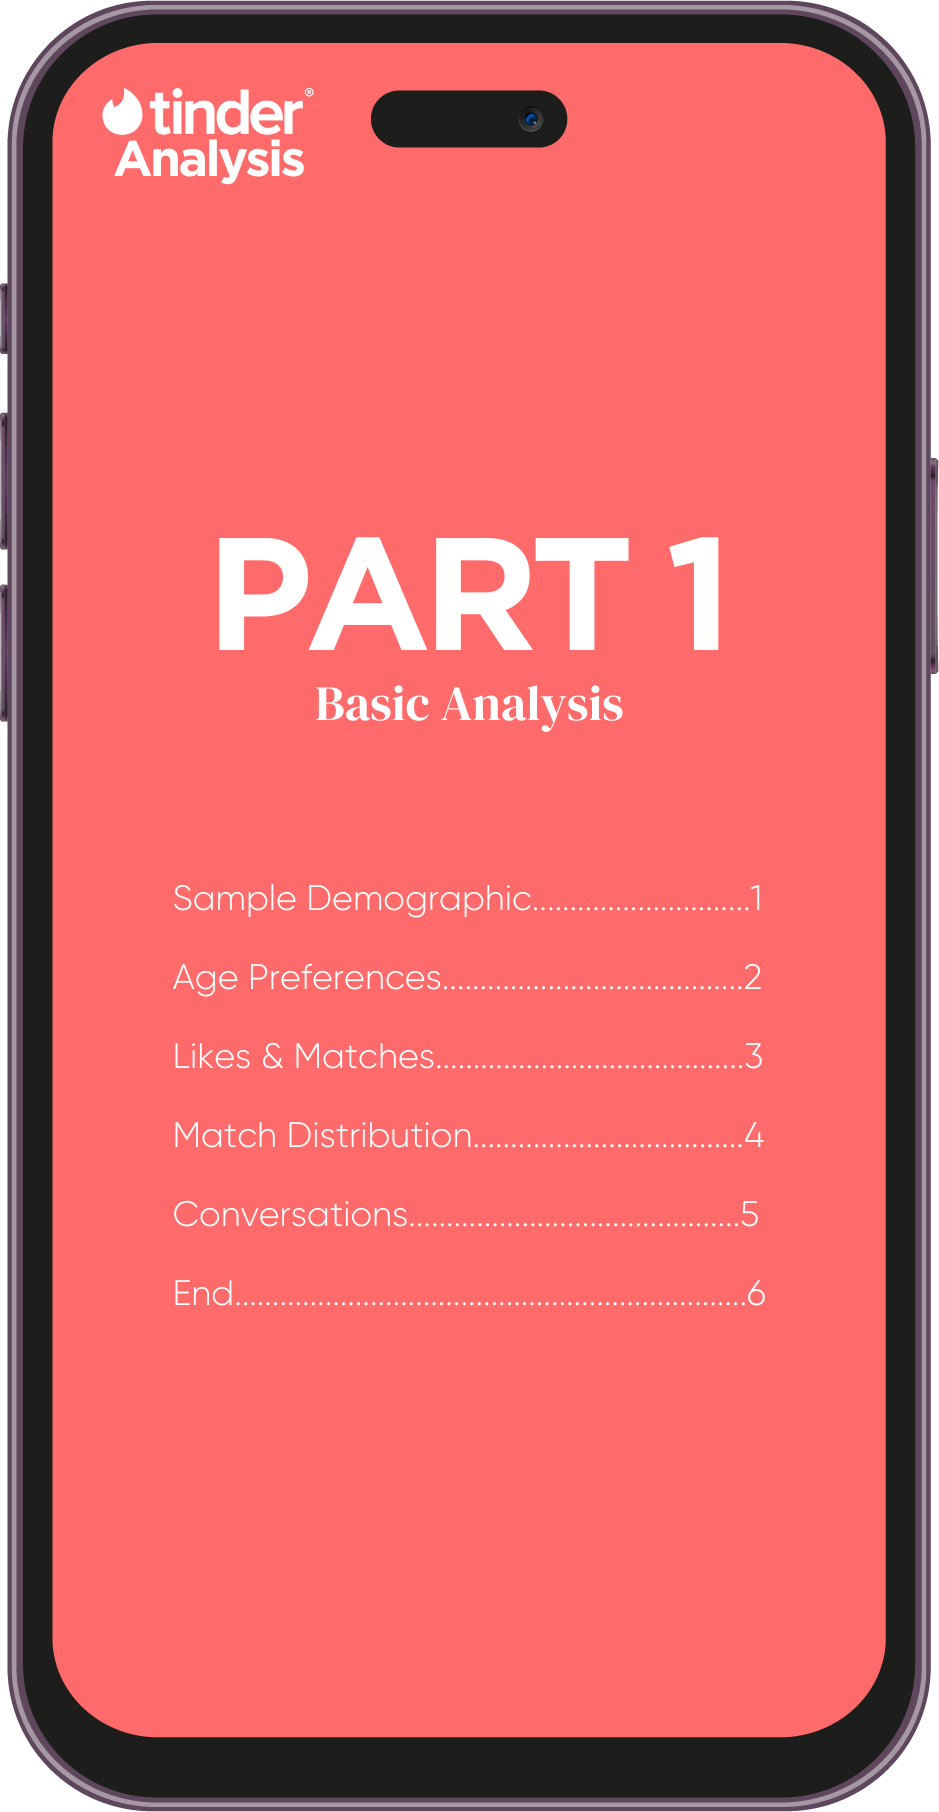 tinder®
Analysis
PART 1
Basic Analysis
Sample Demographic.............................1
Age Preferences........................................2
Likes & Matches.........................................3
Match Distribution....................................4
Conversations............................................5
End....................................................................6